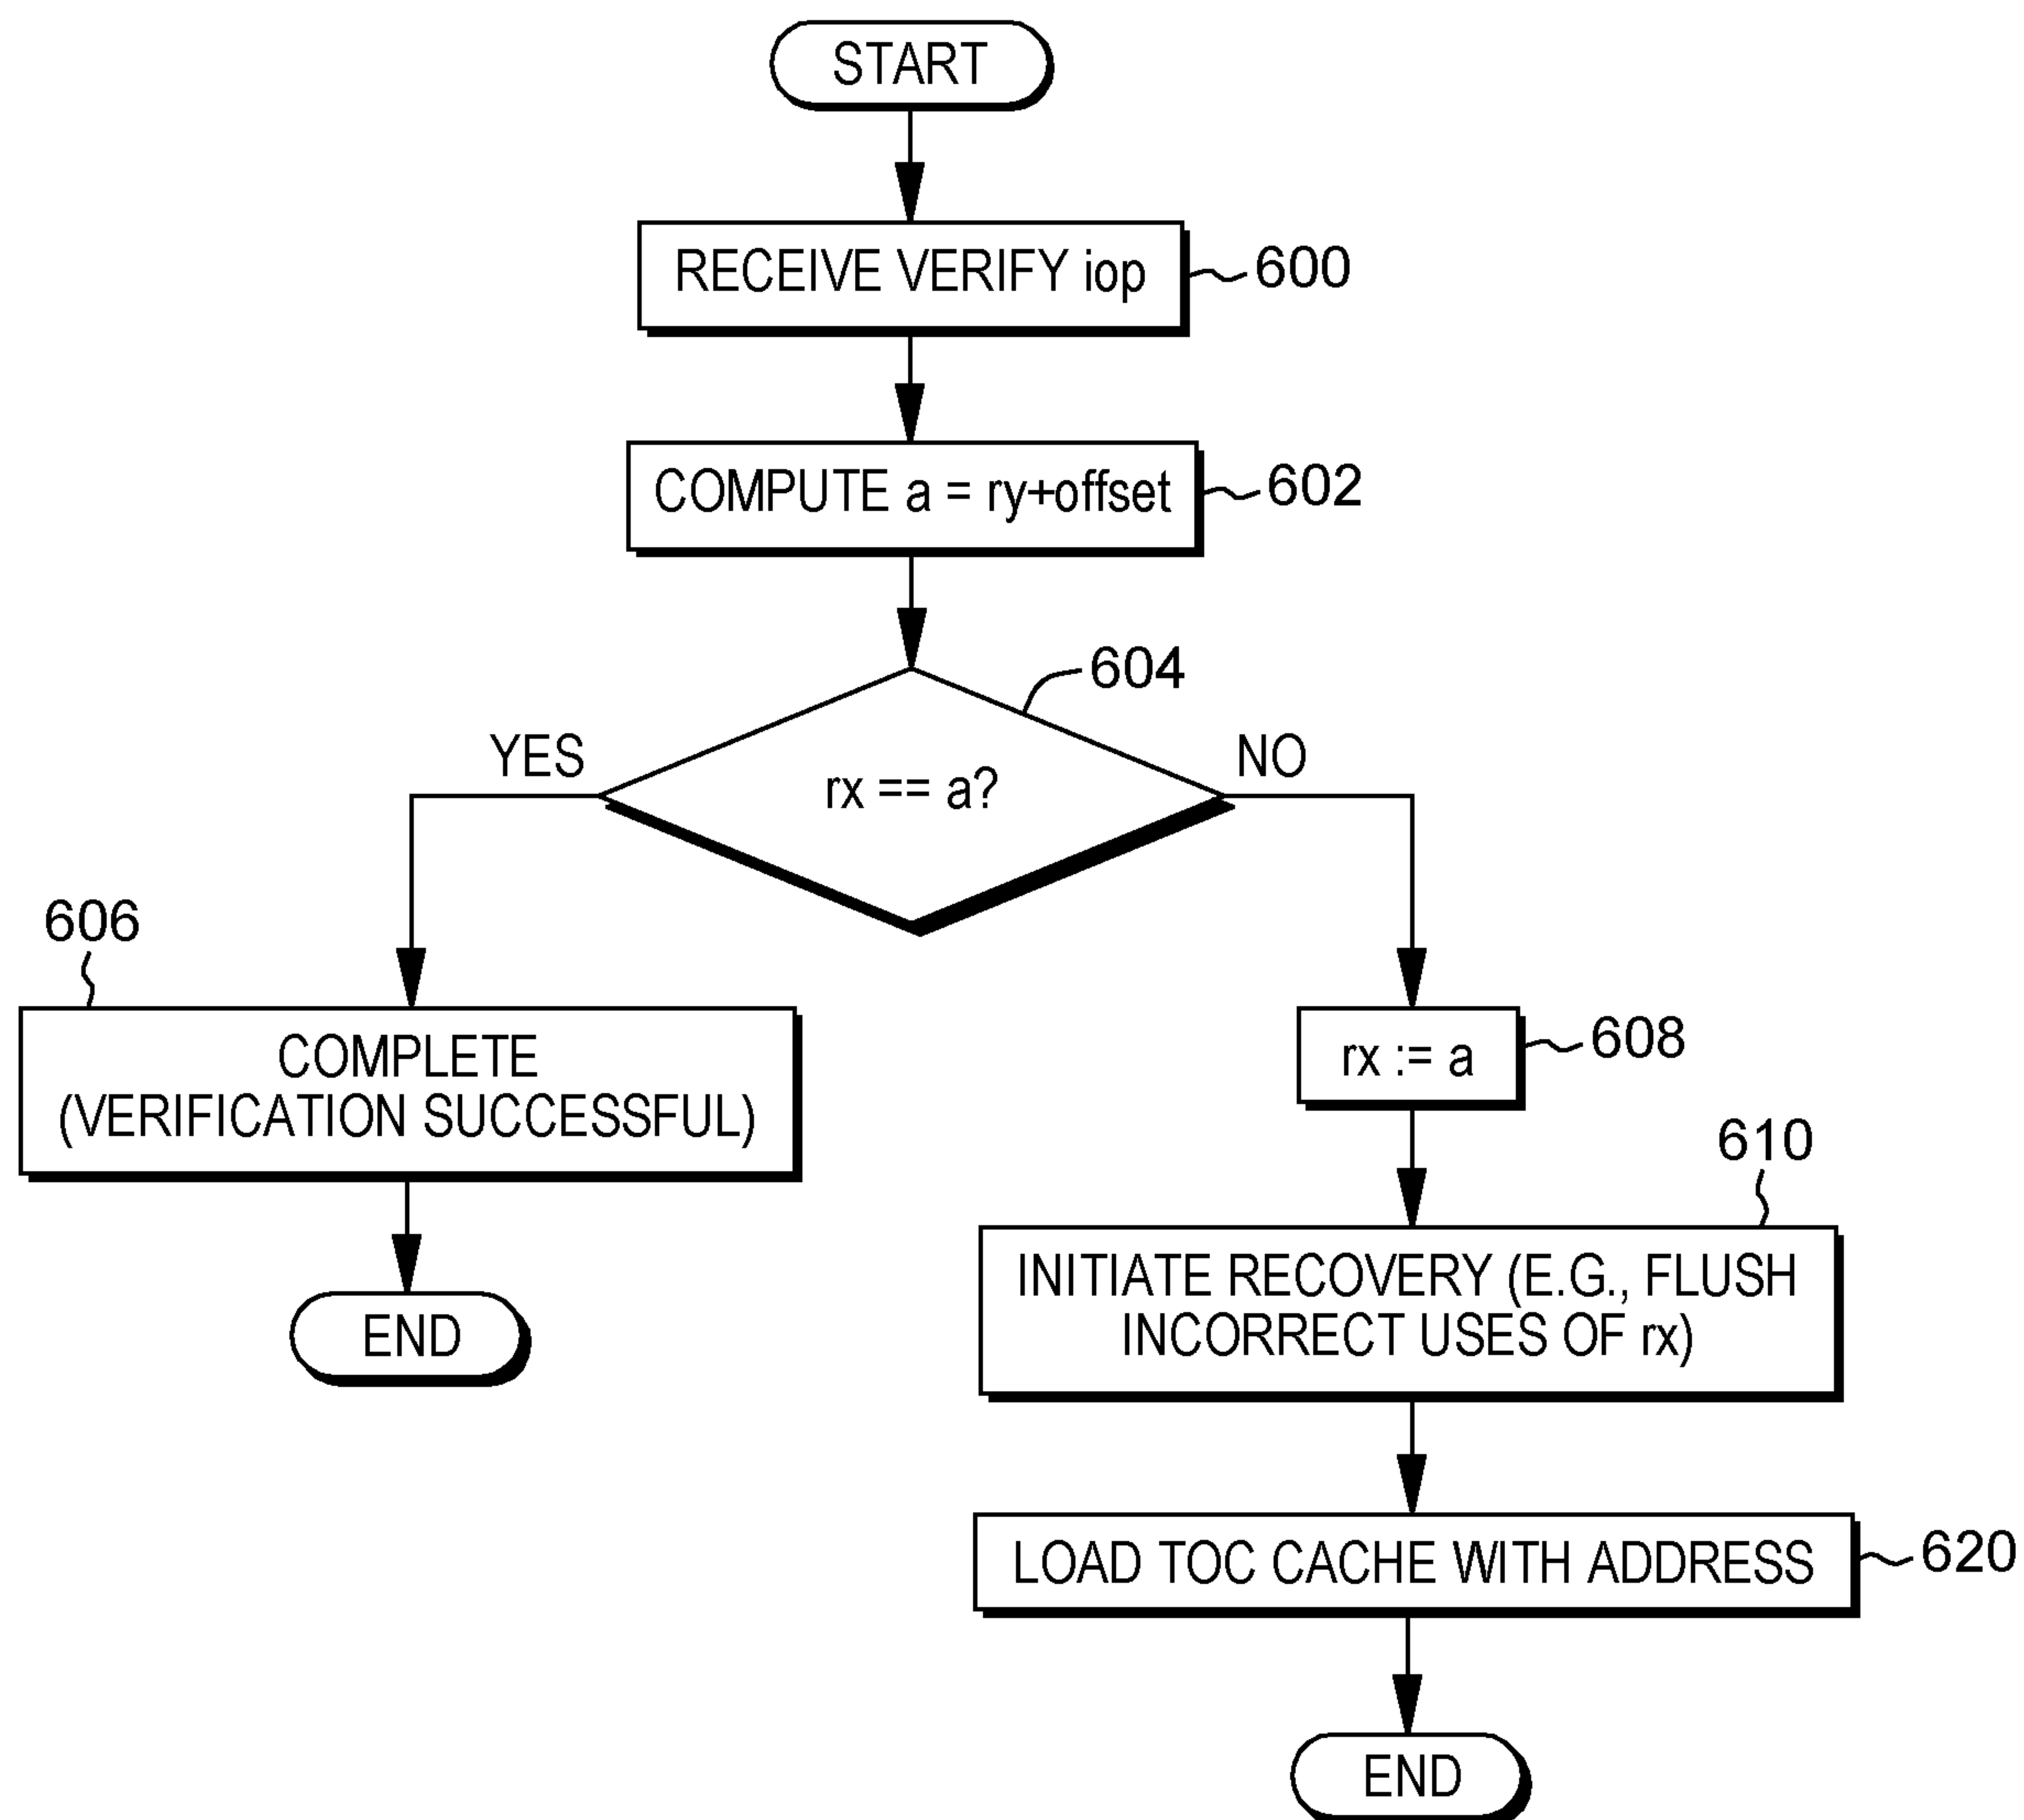 START
RECEIVE VERIFY iop
600
COMPUTE a = ry+offset
602
604
YES
rx == a?
NO
606
COMPLETE
(VERIFICATION SUCCESSFUL)
END
rx := a
608
610
INITIATE RECOVERY (E.G., FLUSH
INCORRECT USES OF rx)
LOAD TOC CACHE WITH ADDRESS
620
END